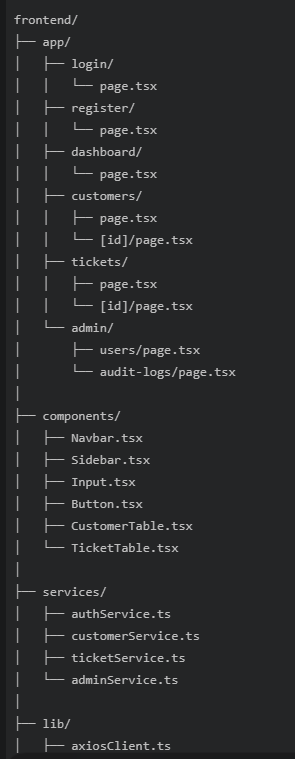 frontend/
├── app/
│   ├── login/
│   │   └── page.tsx
│   ├── register/
│   │   └── page.tsx
│   ├── dashboard/
│   │   └── page.tsx
│   ├── customers/
│   │   ├── page.tsx
│   │   └── [id]/page.tsx
│   ├── tickets/
│   │   ├── page.tsx
│   │   └── [id]/page.tsx
│   └── admin/
│       ├── users/page.tsx
│       └── audit-logs/page.tsx
│
├── components/
│   ├── Navbar.tsx
│   ├── Sidebar.tsx
│   ├── Input.tsx
│   ├── Button.tsx
│   ├── CustomerTable.tsx
│   └── TicketTable.tsx
│
├── services/
│   ├── authService.ts
│   ├── customerService.ts
│   ├── ticketService.ts
│   └── adminService.ts
│
├── lib/
│   ├── axiosClient.ts